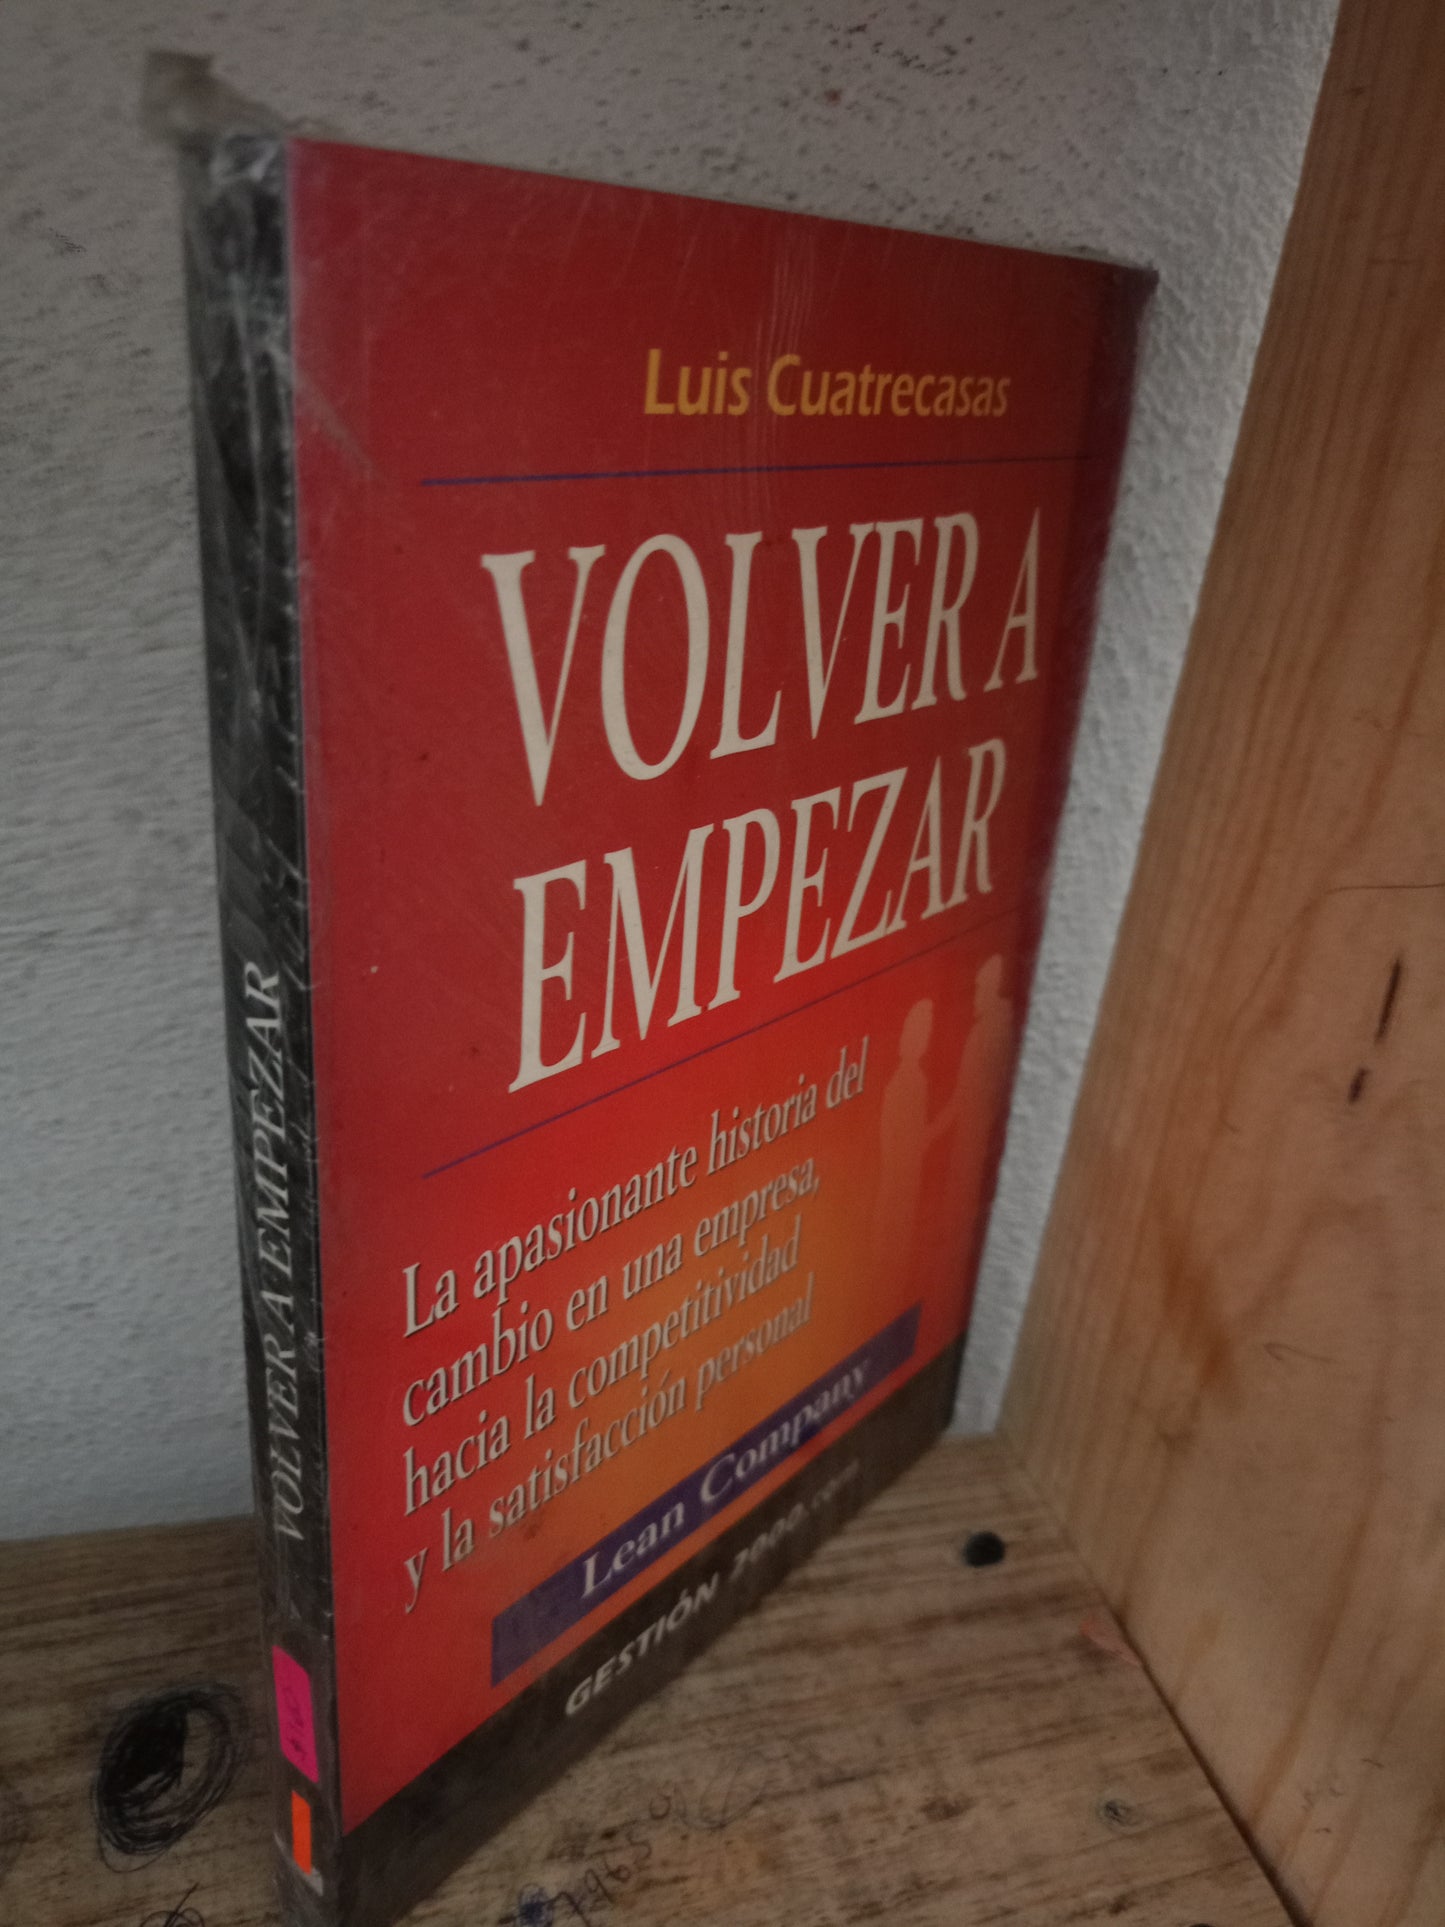 Luis Cuatrecasas
VOLVER A
EMPEZAR
La apasionante historia del
cambio en una empresa,
hacia la competitividad
y la satisfacción personal
Lean Company
GESTIÓN 2000.com
VOLVER A EMPEZAR